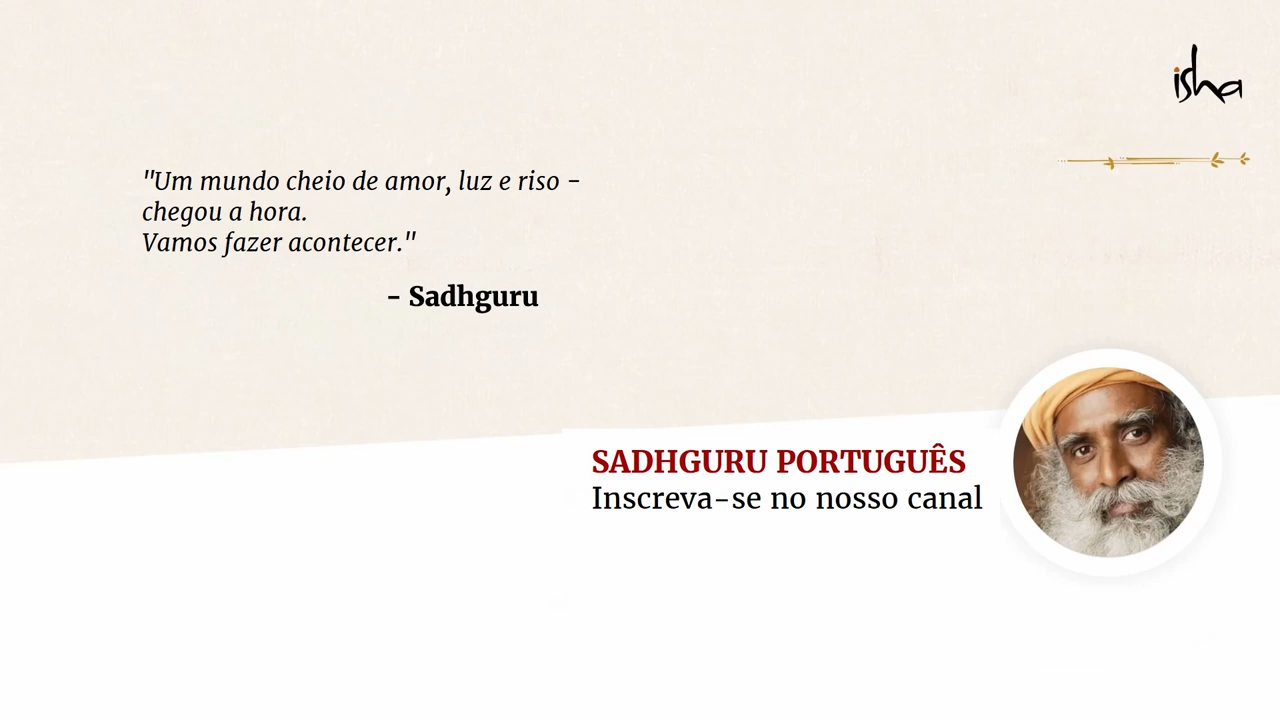 isha
"Um mundo cheio de amor, luz e riso -
chegou a hora.
Vamos fazer acontecer."
- Sadhguru
SADHGURU PORTUGUÊS
Inscreva-se no nosso canal